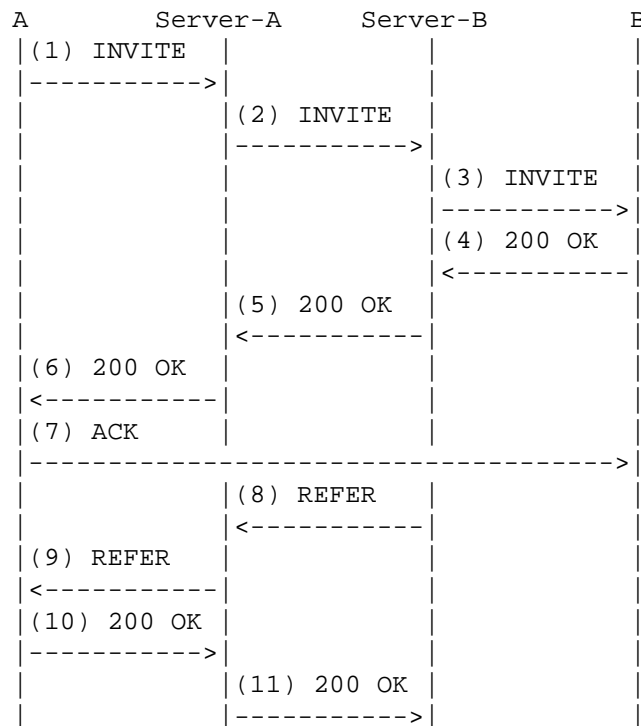 A Server-A Server-B B
(1) INVITE
(2) INVITE
(3) INVITE
(4) 200 OK
(5) 200 OK
(6) 200 OK
(7) ACK
(8) REFER
(9) REFER
(10) 200 OK
(11) 200 OK